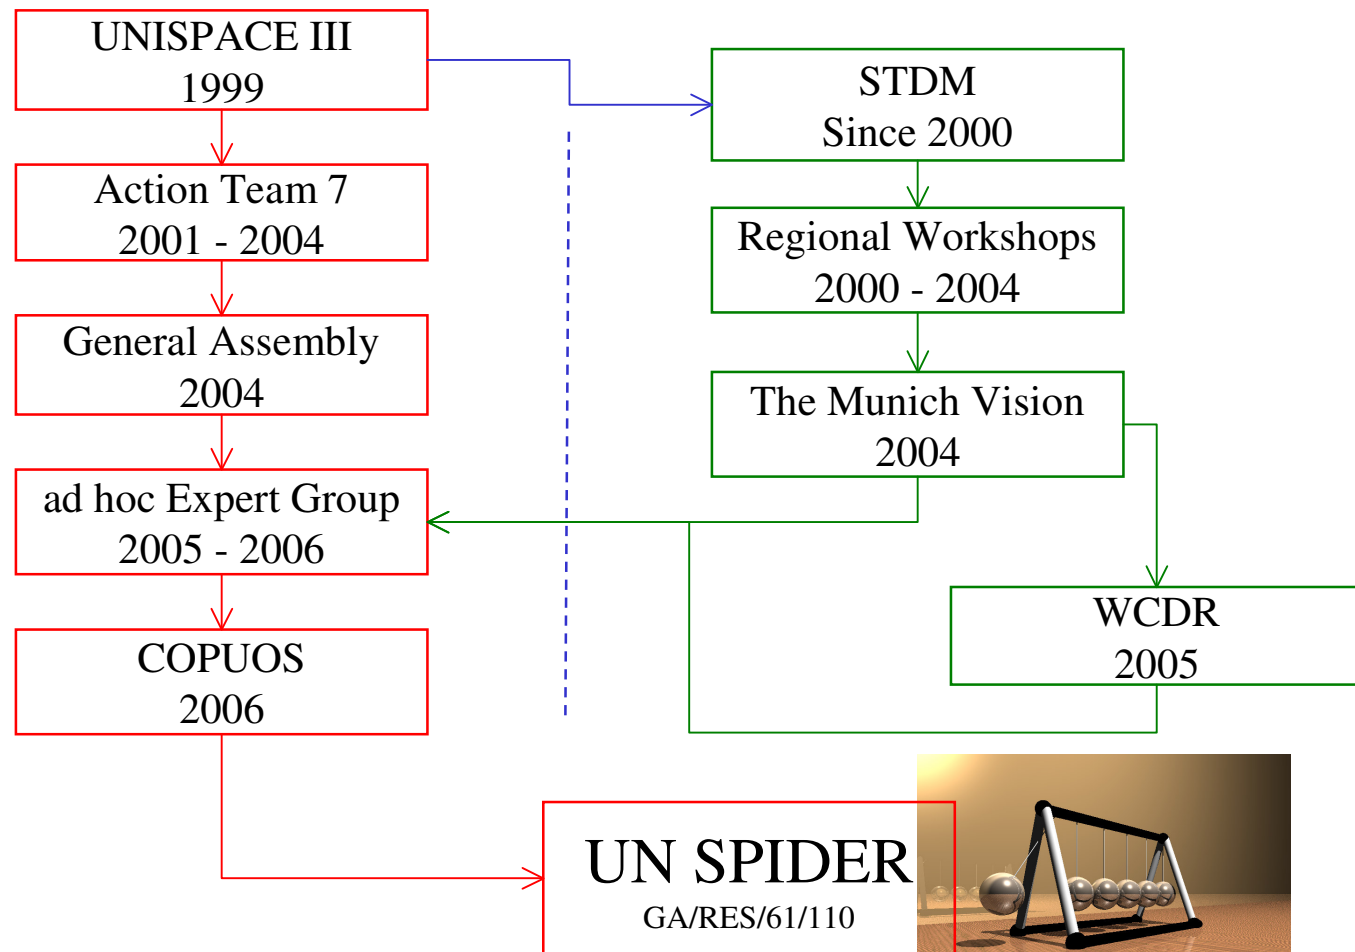 UNISPACE III
1999
Action Team 7
2001 - 2004
General Assembly
2004
ad hoc Expert Group
2005 - 2006
COPUOS
2006
STDM
Since 2000
Regional Workshops
2000 - 2004
The Munich Vision
2004
WCDR
2005
UN SPIDER
GA/RES/61/110